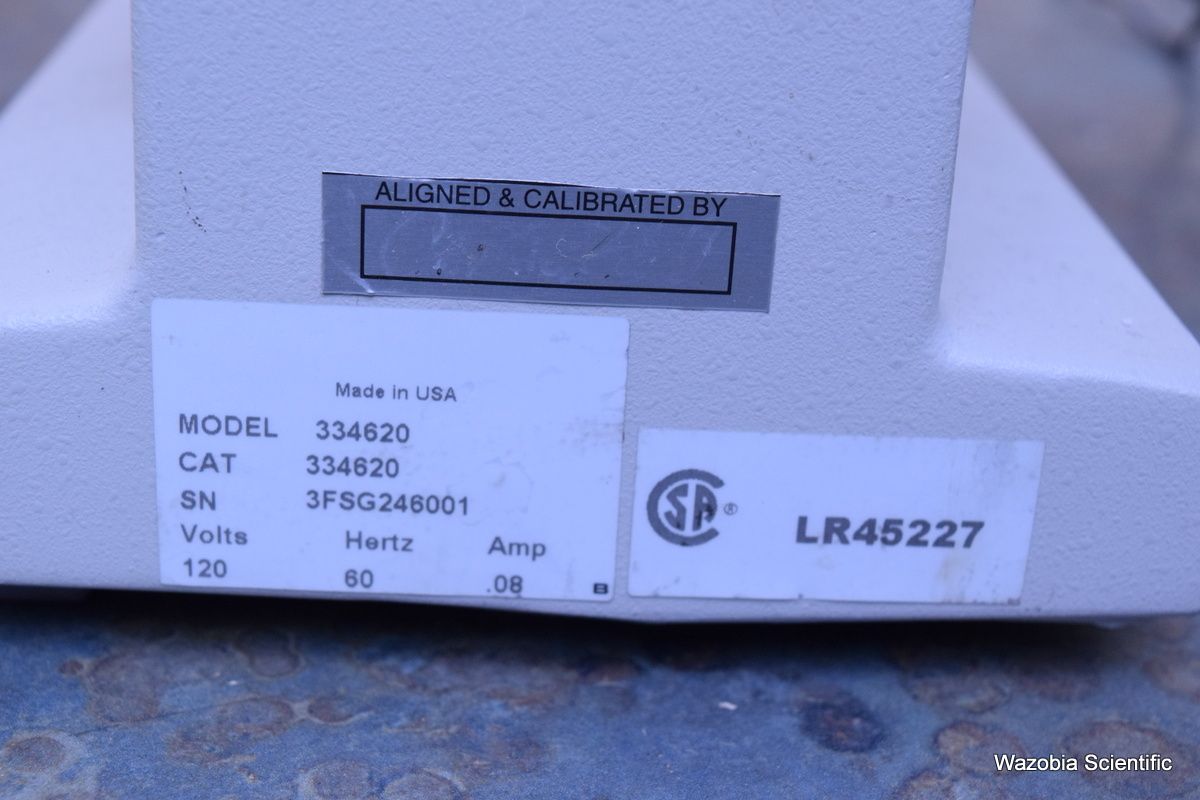 ALIGNED & CALIBRATED BY
Made in USA
MODEL 334620
CAT 334620
SN 3FSG246001
Volts Hertz Amp
120 60 .08 B
CSA ® LR45227
Wazobia Scientific